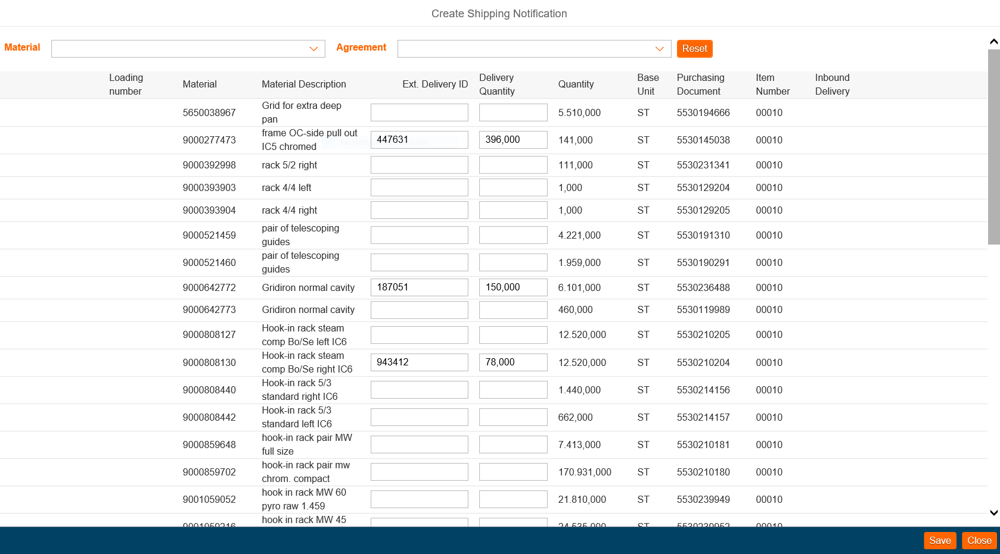 Create Shipping Notification
Material
Agreement
Reset
Loading number
Material
Material Description
Ext. Delivery ID
Delivery Quantity
Quantity
Base Unit
Purchasing Document
Item Number
Inbound Delivery
5650038967 Grid for extra deep pan 5.510,000 ST 5530194666 00010
9000277473 frame OC-side pull out IC5 chromed 447631 396,000 141,000 ST 5530145038 00010
9000392998 rack 5/2 right 111,000 ST 5530231341 00010
9000393903 rack 4/4 left 1,000 ST 5530129204 00010
9000393904 rack 4/4 right 1,000 ST 5530129205 00010
9000521459 pair of telescoping guides 4.221,000 ST 5530191310 00010
9000521460 pair of telescoping guides 1.959,000 ST 5530190291 00010
9000642772 Gridiron normal cavity 187051 150,000 6.101,000 ST 5530236488 00010
9000642773 Gridiron normal cavity 460,000 ST 5530119989 00010
9000808127 Hook-in rack steam comp Bo/Se left IC6 12.520,000 ST 5530210205 00010
9000808130 Hook-in rack steam comp Bo/Se right IC6 943412 78,000 12.520,000 ST 5530210204 00010
9000808440 Hook-in rack 5/3 standard right IC6 1.440,000 ST 5530214156 00010
9000808442 Hook-in rack 5/3 standard left IC6 662,000 ST 5530214157 00010
9000859648 hook-in rack pair MW full size 7.413,000 ST 5530210181 00010
9000859702 hook-in rack pair mw chrom. compact 170.931,000 ST 5530210180 00010
9001059052 hook in rack MW 60 pyro raw 1.459 21.810,000 ST 5530239949 00010
9001059216 hook in rack MW 45 24.535,000 ST 5530239952 00010
Save
Close